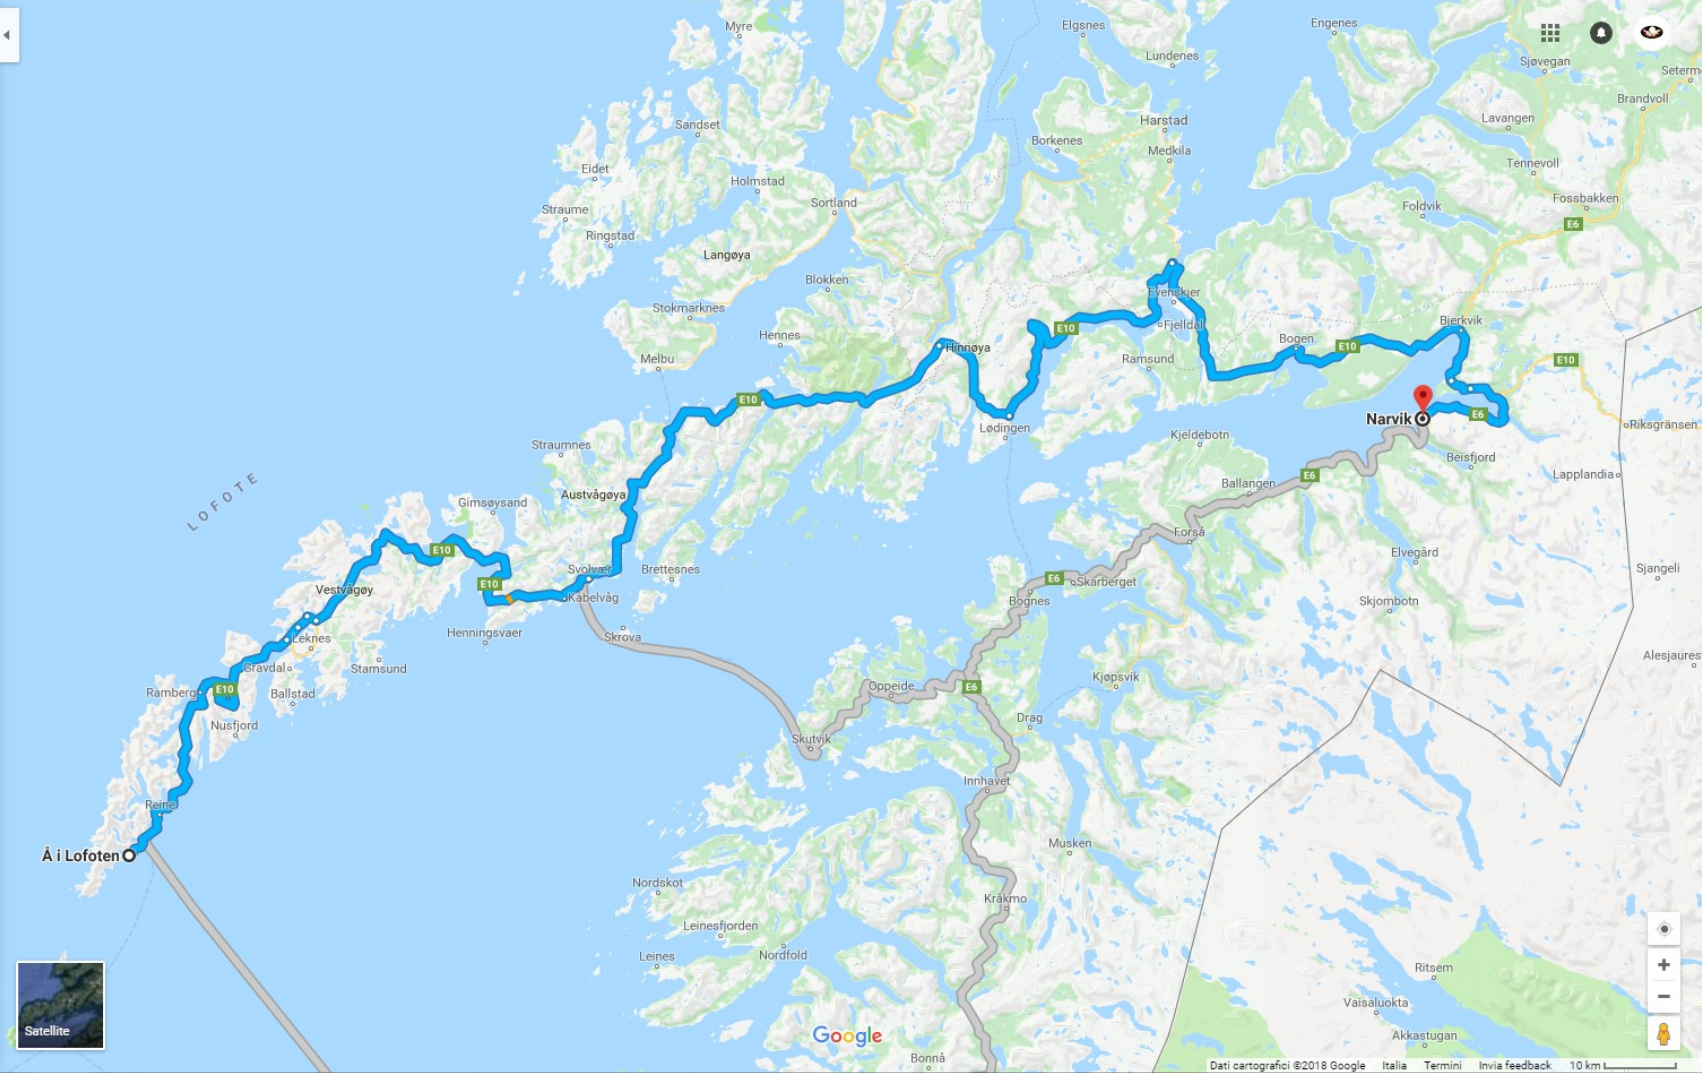 Myre
Elgsnes
Engenes
Lundenes
Sjøvegan
Brandvoll
Sandset
Harstad
Lavangen
Borkenes
Medkila
Tennevoll
Eidet
Holmstad
Fossbakken
Straume
Sortland
Foldvik
E6
Ringstad
Langøya
Blokken
Evenskjer
Stokmarknes
Hennes
E10
Fjelldal
Bjerkvik
Bogen
E10
Hinnøya
Melbu
Ramsund
E10
E10
Narvik
E6
Lødingen
Riksgränsen
Straumnes
Kjeldebotn
Beisfjord
Lapplandia
E6
Austvågøya
Ballangen
Gimsøysand
LOFOTE
Forså
E10
Elvegård
Svolvær
Brettesnes
Sjangeli
E6
Skarberget
E10
Vestvågøy
Kabelvåg
Bognes
Skjombotn
Henningsvaer
Skrova
Leknes
Gravdal
Stamsund
Alesjaures
Kjøpsvik
Ramberg
E10
Ballstad
Oppeide
E6
Nusfjord
Drag
Skutvik
Innhavet
Reine
Musken
Å i Lofoten
Nordskot
Kråkmo
Leinesfjorden
Leines
Nordfold
Ritsem
Vaisaluokta
Satellite
Google
Akkastugan
Bonnå
Dati cartografici ©2018 Google Italia Termini Invia feedback 10 km